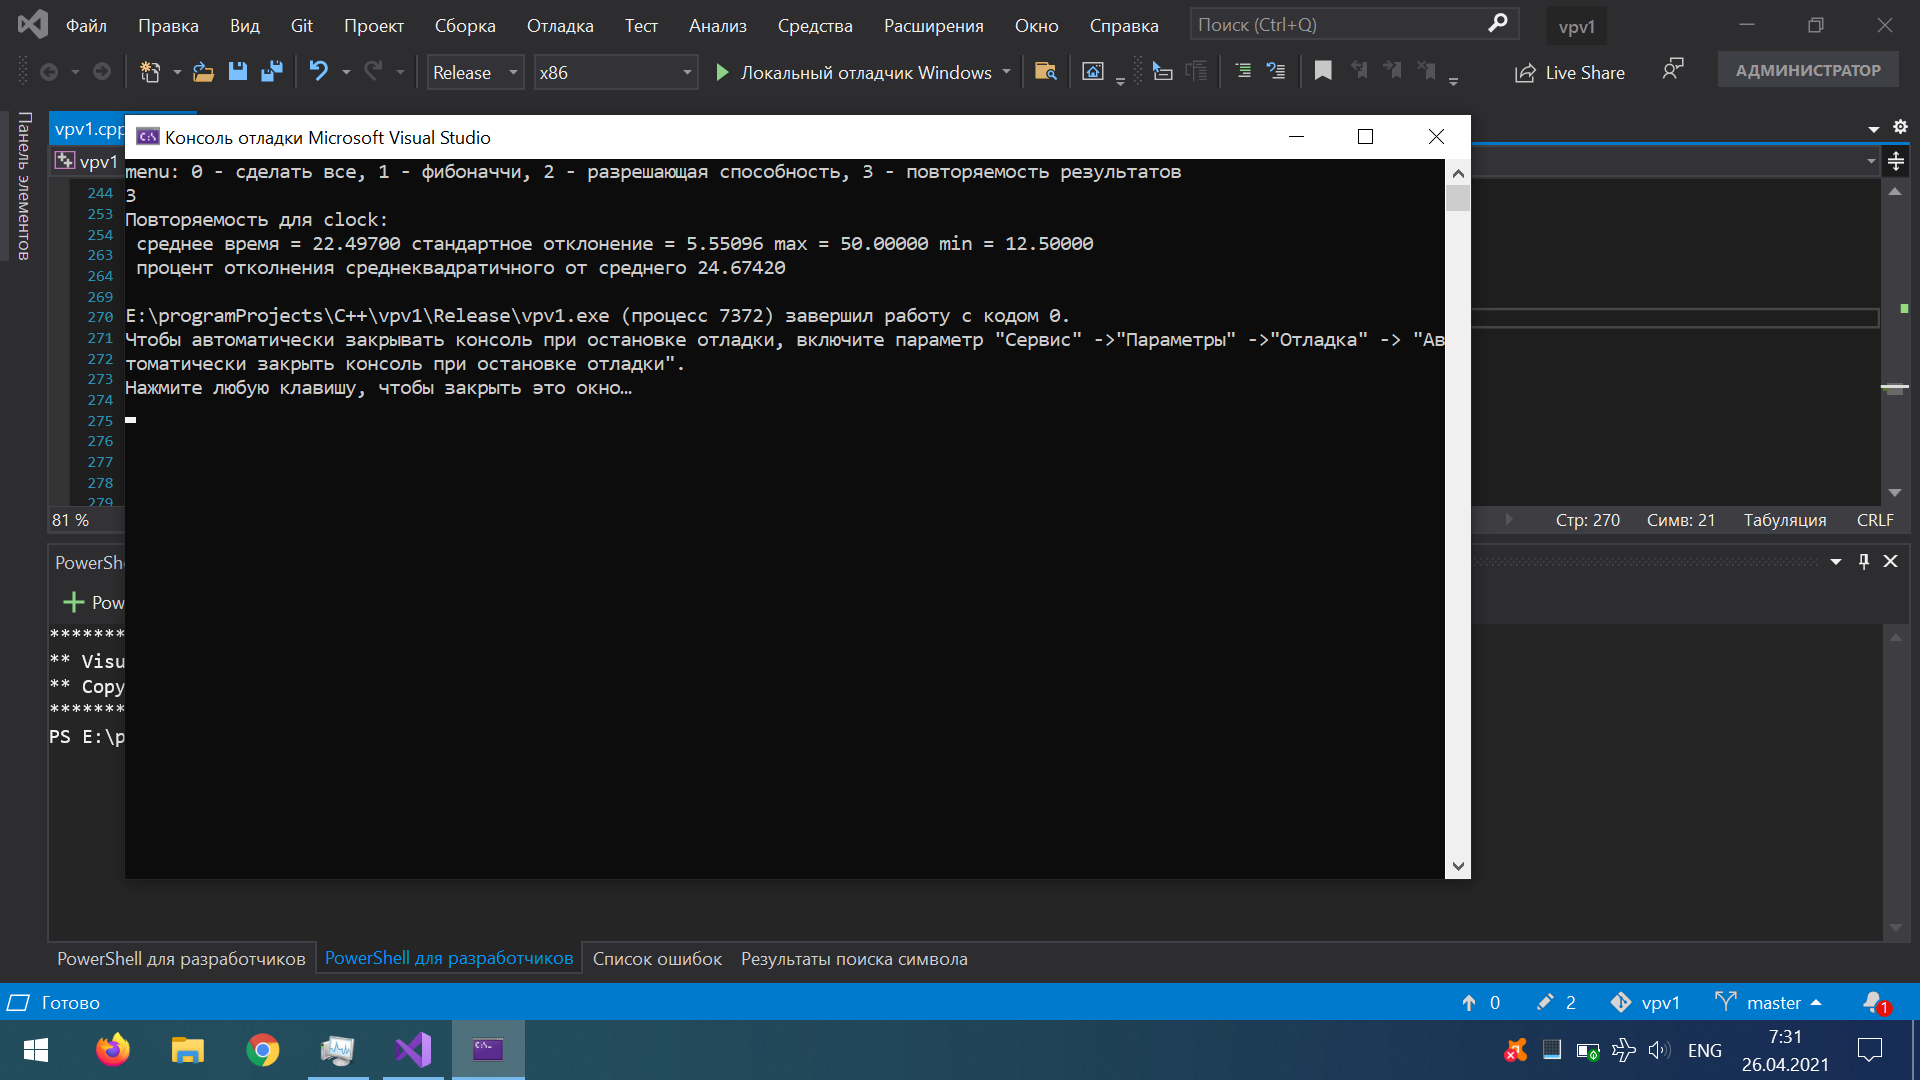 Файл Правка Вид Git Проект Сборка Отладка Тест Анализ Средства Расширения Окно Справка Поиск (Ctrl+Q) vpv1
Release x86 Локальный отладчик Windows Live Share АДМИНИСТРАТОР
Панель элементов
vpv1.cpp
Консоль отладки Microsoft Visual Studio
vpv1
menu: 0 - сделать все, 1 - фибоначчи, 2 - разрешающая способность, 3 - повторяемость результатов
3
Повторяемость для clock:
среднее время = 22.49700 стандартное отклонение = 5.55096 max = 50.00000 min = 12.50000
процент отколнения среднеквадратичного от среднего 24.67420
E:\programProjects\C++\vpv1\Release\vpv1.exe (процесс 7372) завершил работу с кодом 0.
Чтобы автоматически закрывать консоль при остановке отладки, включите параметр "Сервис" ->"Параметры" ->"Отладка" -> "Ав
томатически закрыть консоль при остановке отладки".
Нажмите любую клавишу, чтобы закрыть это окно…
244
253
254
263
264
269
270
271
272
273
274
275
276
277
278
279
81 % Стр: 270 Симв: 21 Табуляция CRLF
PowerSh
Pow
*******
** Visu
** Copy
*******
PS E:\p
PowerShell для разработчиков PowerShell для разработчиков Список ошибок Результаты поиска символа
Готово 0 2 vpv1 master 1
ENG 7:31
26.04.2021